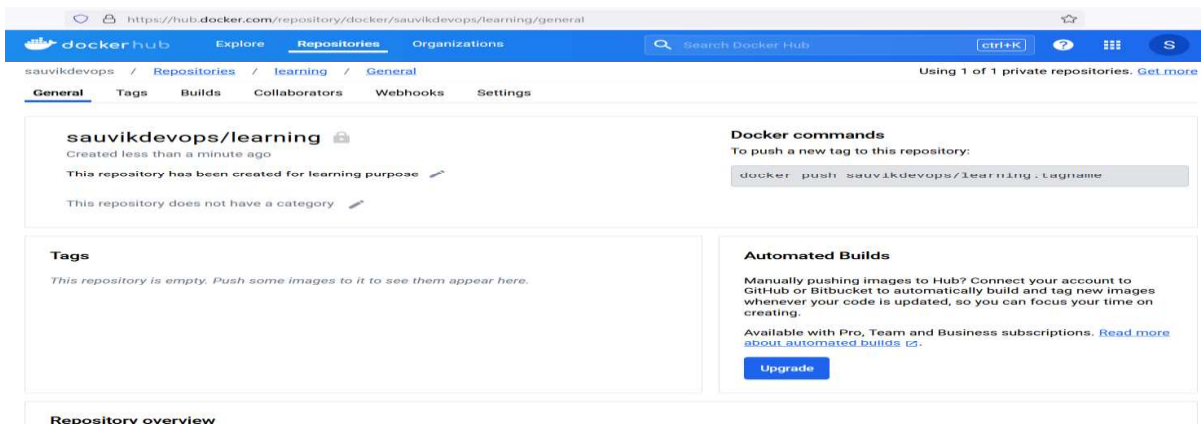 https://hub.docker.com/repository/docker/sauvikdevops/learning/general
dockerhub Explore Repositories Organizations Search Docker Hub ctrl+K ? S
sauvikdevops / Repositories / learning / General Using 1 of 1 private repositories. Get more
General Tags Builds Collaborators Webhooks Settings
sauvikdevops/learning
Created less than a minute ago
This repository has been created for learning purpose
This repository does not have a category
Docker commands
To push a new tag to this repository:
docker push sauvikdevops/learning:tagname
Tags
This repository is empty. Push some images to it to see them appear here.
Automated Builds
Manually pushing images to Hub? Connect your account to
GitHub or Bitbucket to automatically build and tag new images
whenever your code is updated, so you can focus your time on
creating.
Available with Pro, Team and Business subscriptions. Read more
about automated builds.
Upgrade
Repository overview